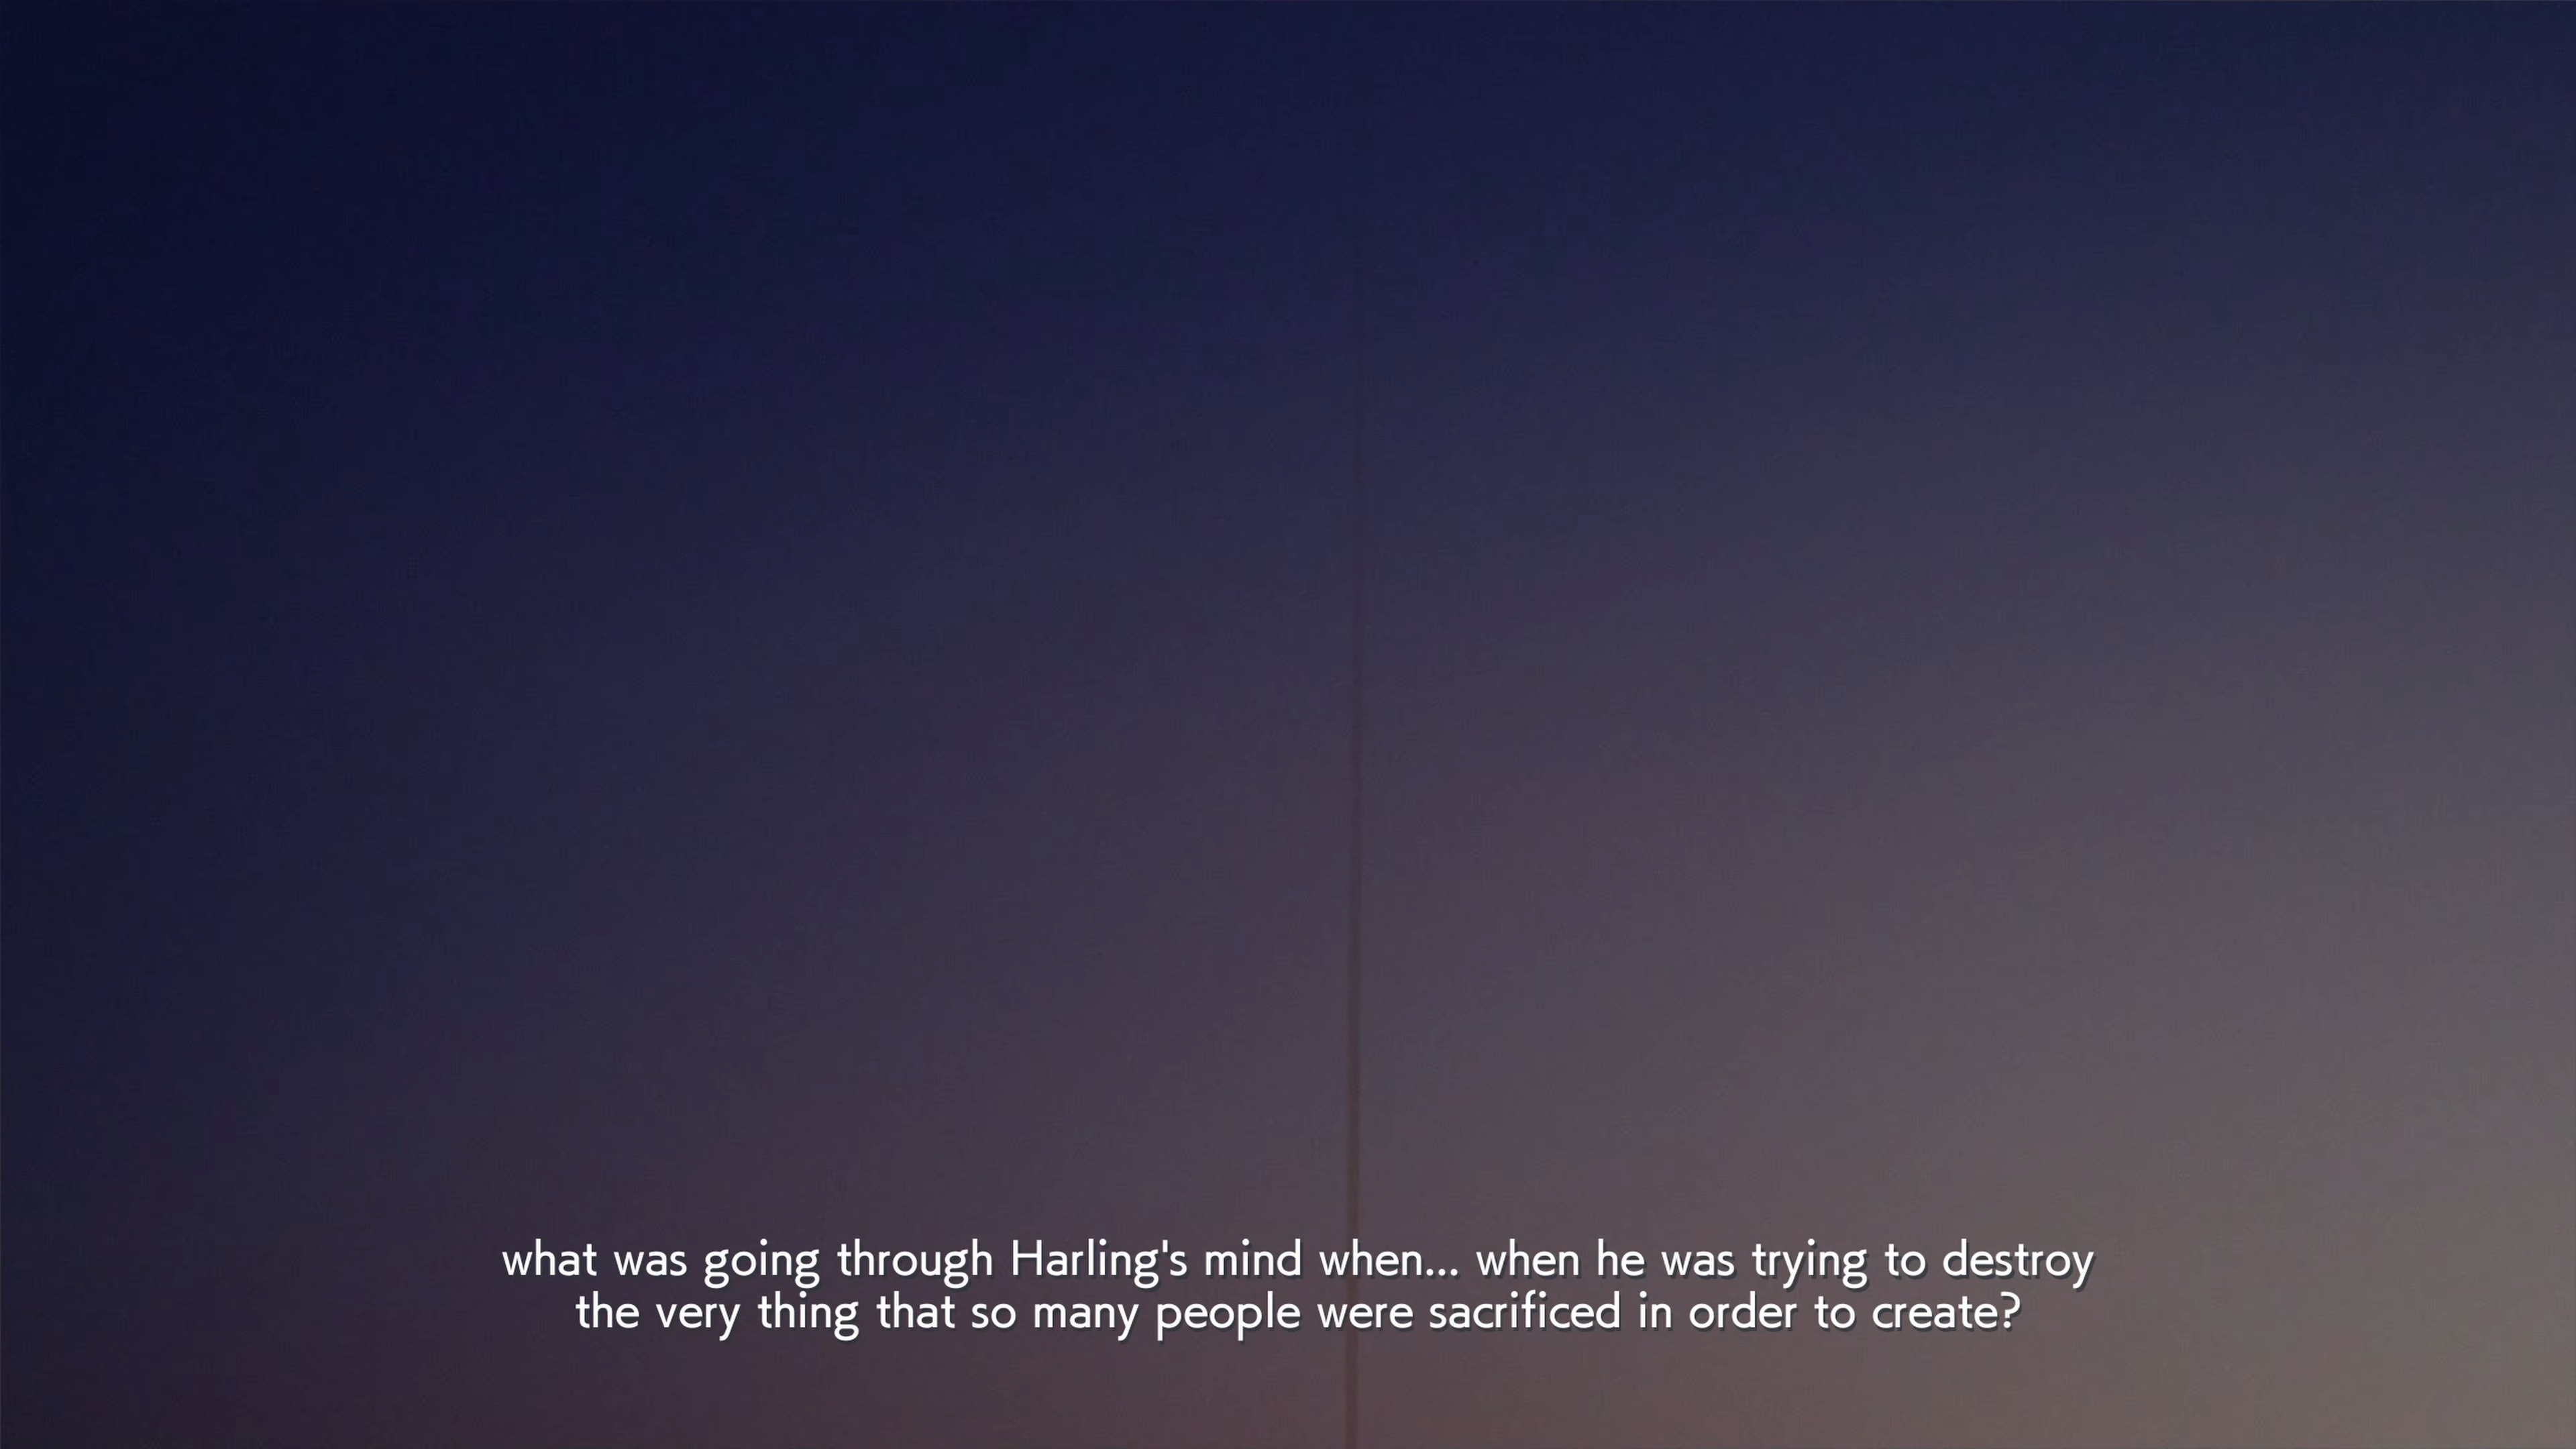 what was going through Harling's mind when... when he was trying to destroy
the very thing that so many people were sacrificed in order to create?